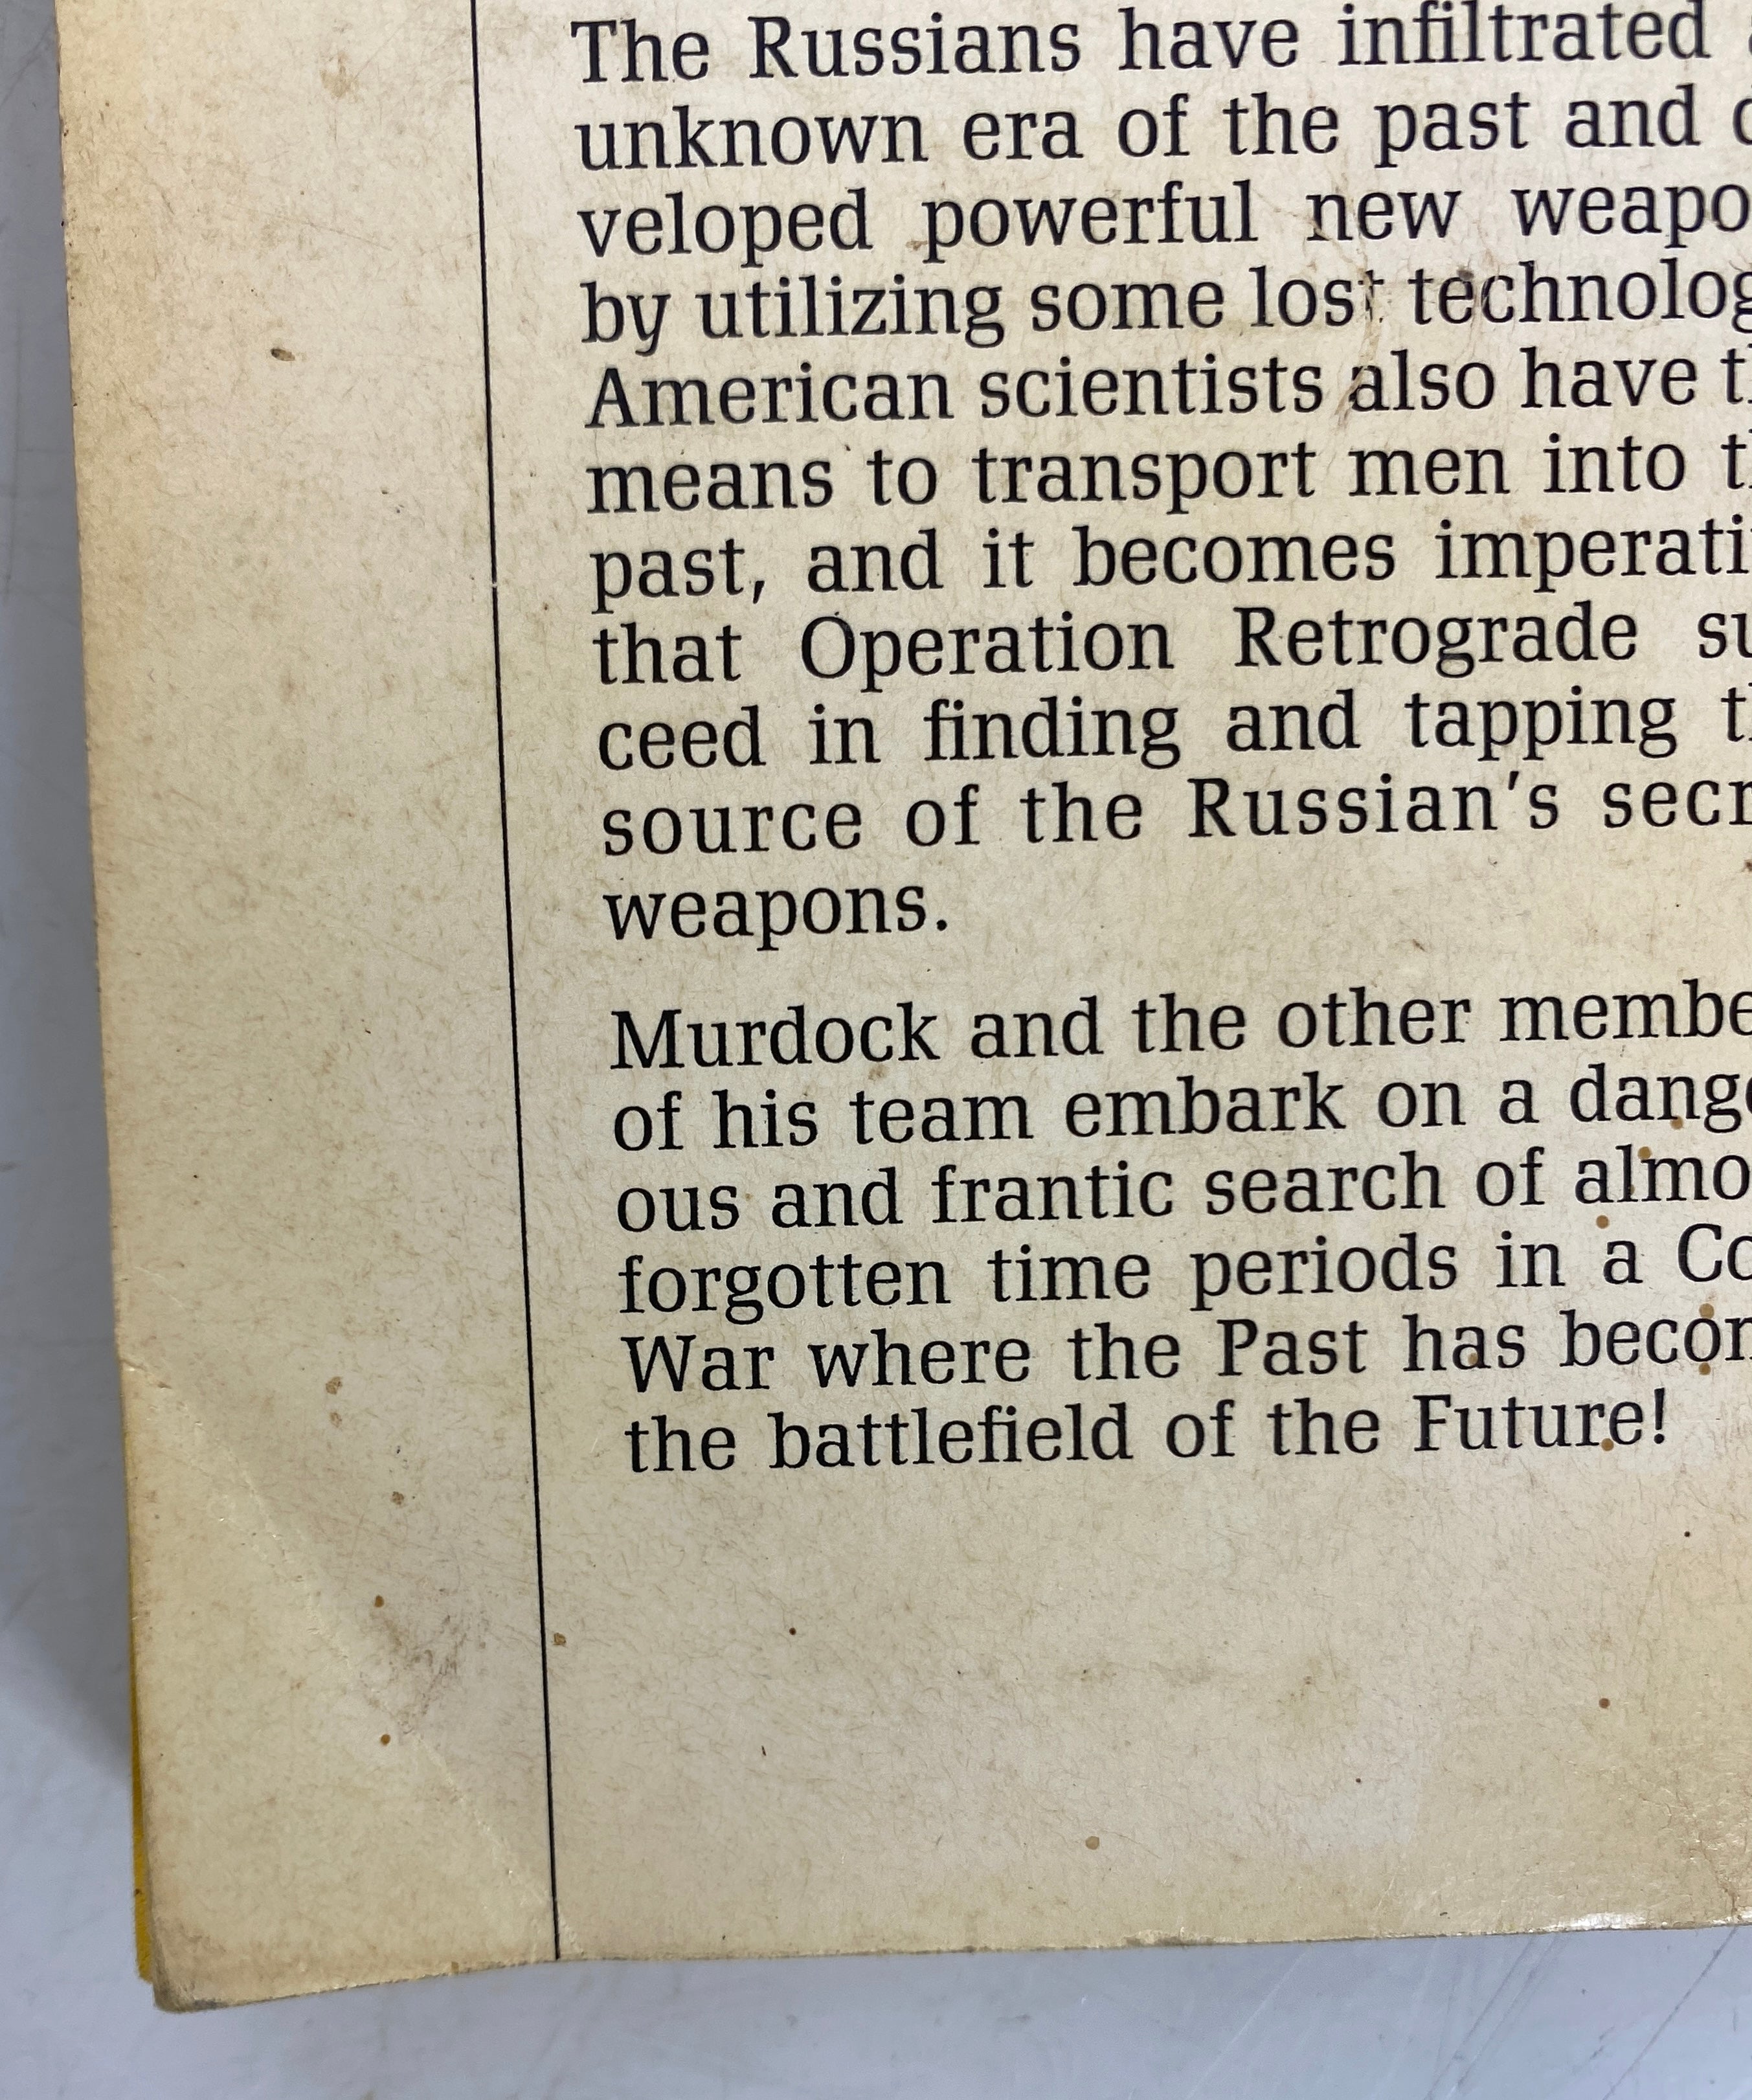 The Russians have infiltrated
unknown era of the past and
veloped powerful new weapo
by utilizing some lost technolog
American scientists also have t
means to transport men into t
past, and it becomes imperati
that Operation Retrograde su
ceed in finding and tapping t
source of the Russian's secr
weapons.
Murdock and the other membe
of his team embark on a dange
ous and frantic search of almo
forgotten time periods in a Co
War where the Past has becom
the battlefield of the Future!